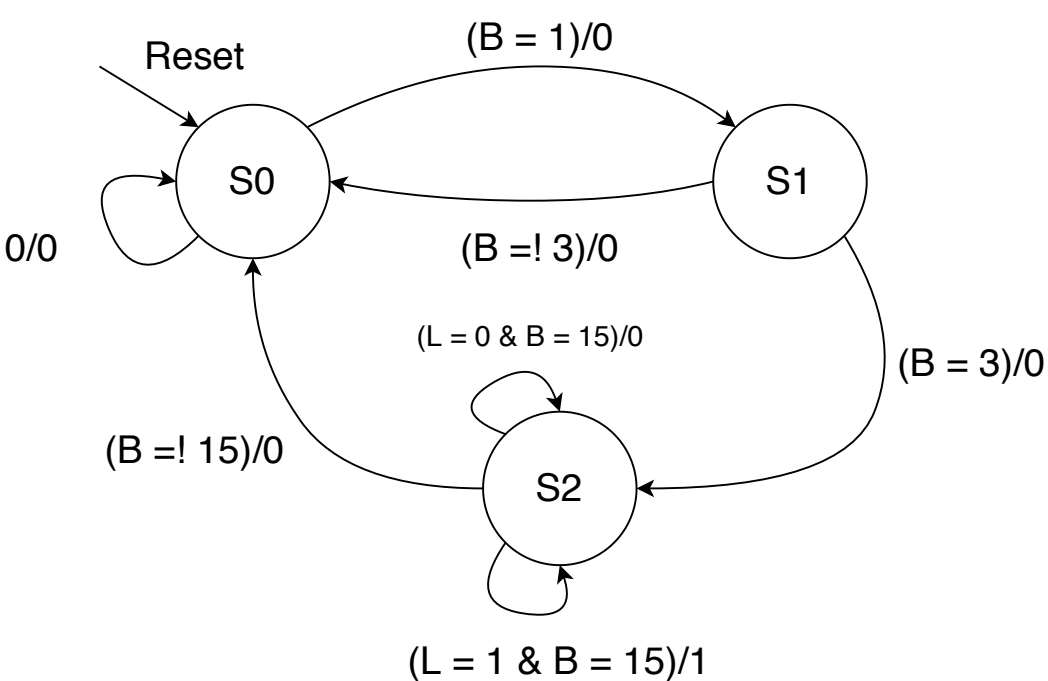 (B = 1)/0
Reset
S0
S1
0/0
(B =! 3)/0
(L = 0 & B = 15)/0
(B = 3)/0
(B =! 15)/0
S2
(L = 1 & B = 15)/1